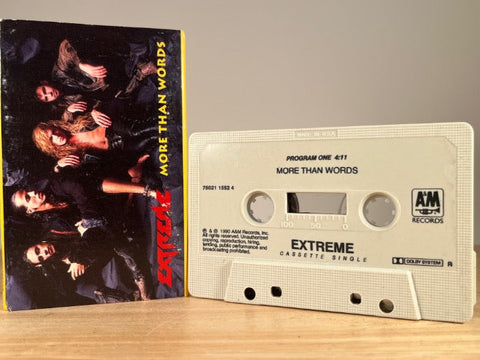 EXTREME
MORE THAN WORDS
MADE IN U.S.A.
PROGRAM ONE 4:11
MORE THAN WORDS
75021 1552 4
A&M
RECORDS
100 50 0
℗ & © 1990 A&M Records, Inc.
All rights reserved. Unauthorized
copying, reproduction, hiring,
lending, public performance and
broadcasting prohibited.
EXTREME
CASSETTE SINGLE
DOLBY SYSTEM
R